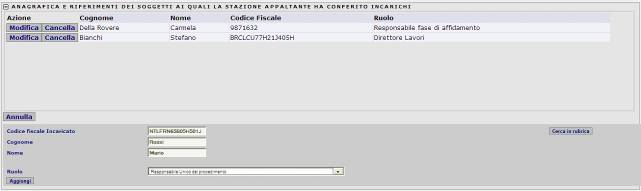 ANAGRAFICA E RIFERIMENTI DEI SOGGETTI AI QUALI LA STAZIONE APPALTANTE HA CONFERITO INCARICHI
Azione Cognome Nome Codice Fiscale Ruolo
Modifica Cancella Della Rovere Carmela 9871632 Responsabile fase di affidamento
Modifica Cancella Bianchi Stefano BRCLCU77H21J405H Direttore Lavori
Annulla
Codice fiscale Incaricato NTLFRN65B05H501J Cerca in rubrica
Cognome Rossi
Nome Mario
Ruolo Responsabile Unico del procedimento
Aggiungi